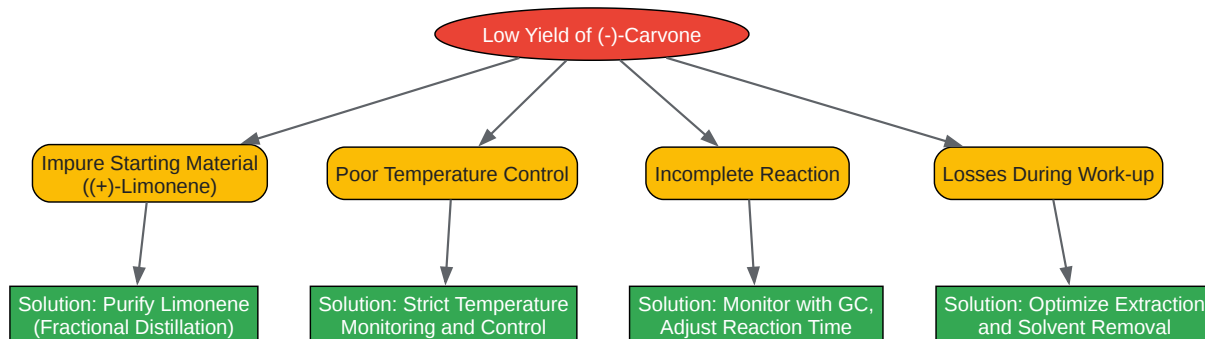 Low Yield of (-)-Carvone
Impure Starting Material
((+)-Limonene)
Poor Temperature Control
Incomplete Reaction
Losses During Work-up
Solution: Purify Limonene
(Fractional Distillation)
Solution: Strict Temperature
Monitoring and Control
Solution: Monitor with GC,
Adjust Reaction Time
Solution: Optimize Extraction
and Solvent Removal